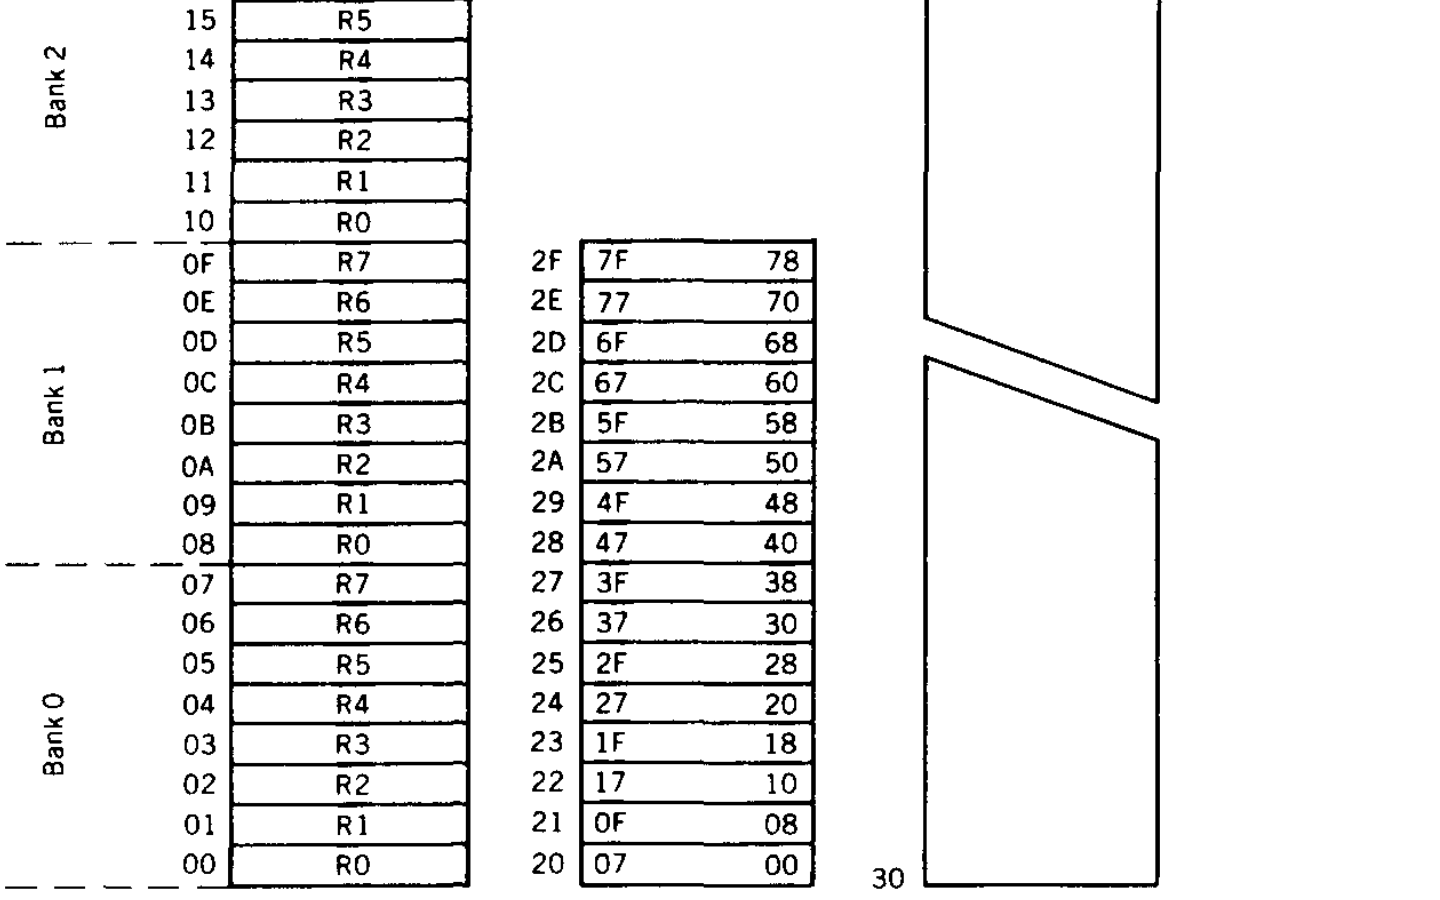 Bank 2
15 R5
14 R4
13 R3
12 R2
11 R1
10 R0
Bank 1
0F R7
0E R6
0D R5
0C R4
0B R3
0A R2
09 R1
08 R0
Bank 0
07 R7
06 R6
05 R5
04 R4
03 R3
02 R2
01 R1
00 R0
2F 7F 78
2E 77 70
2D 6F 68
2C 67 60
2B 5F 58
2A 57 50
29 4F 48
28 47 40
27 3F 38
26 37 30
25 2F 28
24 27 20
23 1F 18
22 17 10
21 0F 08
20 07 00
30